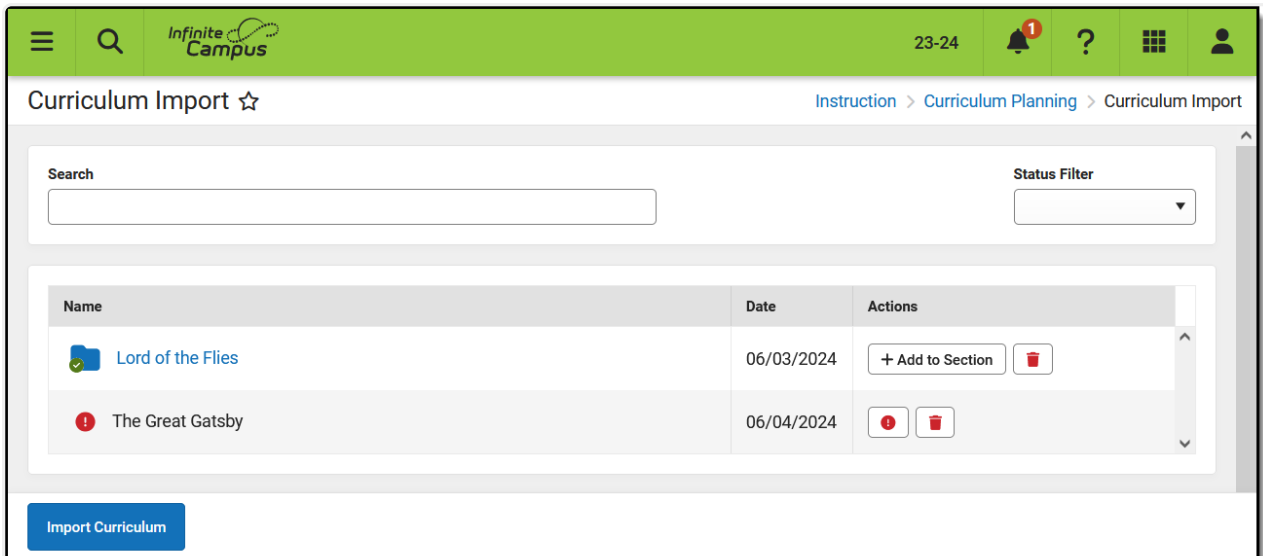 Infinite
Campus
23-24
1
?
Curriculum Import
Instruction > Curriculum Planning > Curriculum Import
Search
Status Filter
Name Date Actions
Lord of the Flies 06/03/2024 + Add to Section
The Great Gatsby 06/04/2024
Import Curriculum